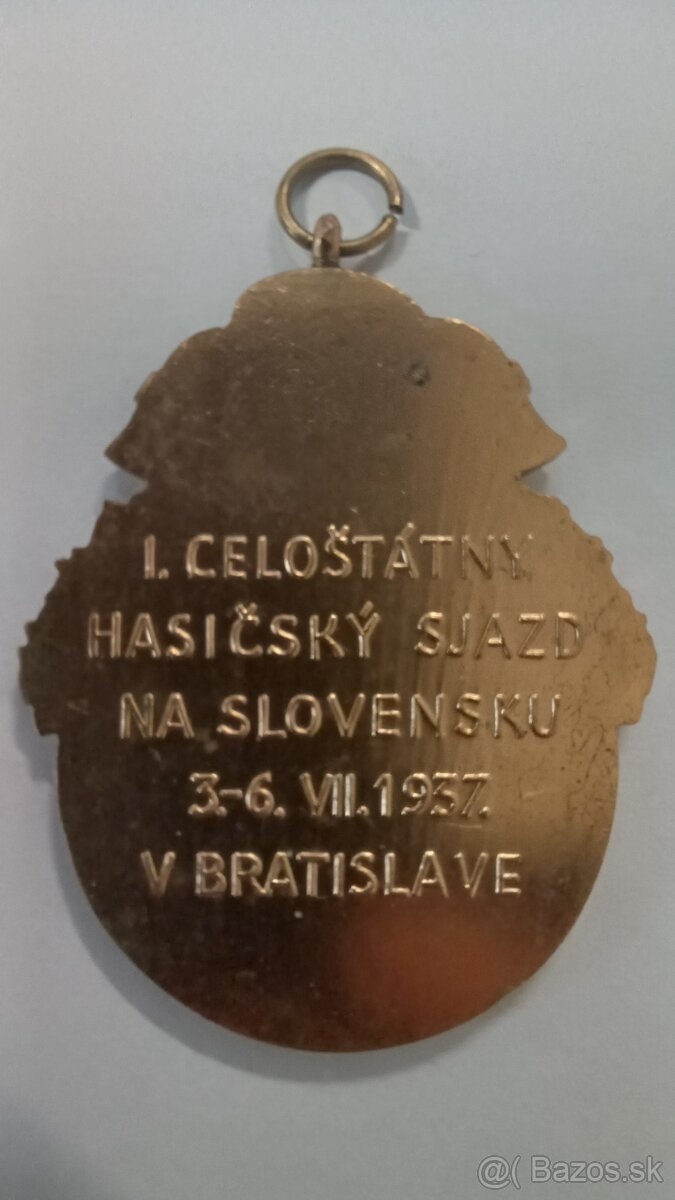 I. CELOŠTÁTNY
HASIČSKÝ SJAZD
NA SLOVENSKU
3.-6. VII. 1937.
V BRATISLAVE
@( Bazos.sk